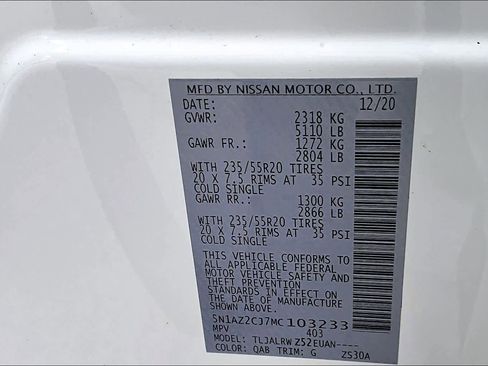 MFD BY NISSAN MOTOR CO., LTD.
DATE: 12/20
GVWR: 2318 KG
5110 LB
GAWR FR.: 1272 KG
2804 LB
WITH 235/55R20 TIRES
20 X 7.5 RIMS AT 35 PSI
COLD SINGLE
GAWR RR.: 1300 KG
2866 LB
WITH 235/55R20 TIRES
20 X 7.5 RIMS AT 35 PSI
COLD SINGLE
THIS VEHICLE CONFORMS TO
ALL APPLICABLE FEDERAL
MOTOR VEHICLE SAFETY AND
THEFT PREVENTION
STANDARDS IN EFFECT ON
THE DATE OF MANUFACTURE
SHOWN ABOVE.
5N1AZ2CJ7MC103233
MPV 403
MODEL: TLJALRWZ52EUAN----
COLOR: QAB TRIM: G ZS30A